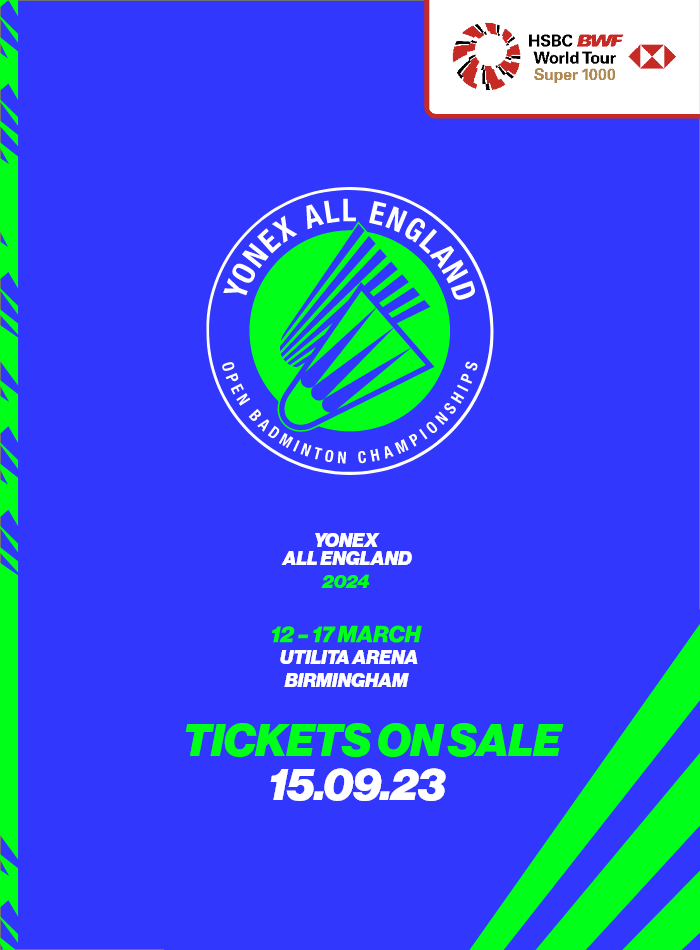 HSBC BWF
World Tour
Super 1000
YONEX ALL ENGLAND
OPEN BADMINTON CHAMPIONSHIPS
YONEX
ALL ENGLAND
2024
12 – 17 MARCH
UTILITA ARENA
BIRMINGHAM
TICKETS ON SALE
15.09.23